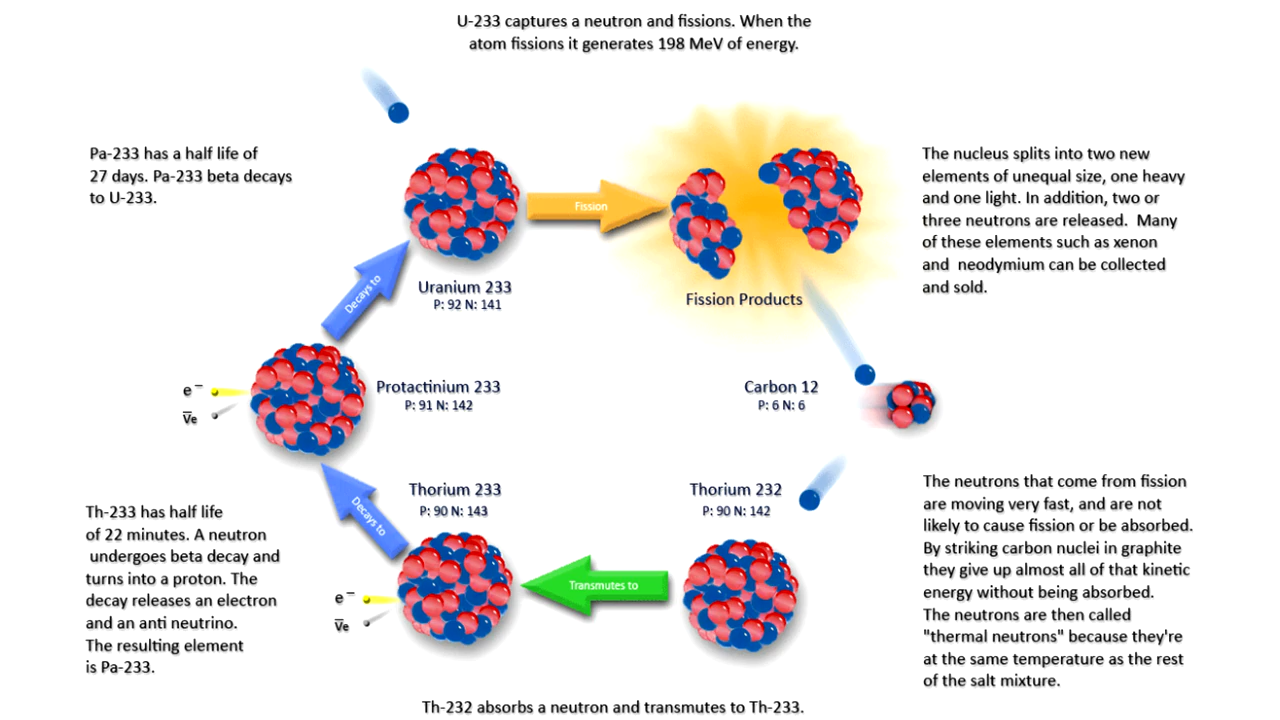 U-233 captures a neutron and fissions. When the
atom fissions it generates 198 MeV of energy.
Pa-233 has a half life of
27 days. Pa-233 beta decays
to U-233.
Fission
The nucleus splits into two new
elements of unequal size, one heavy
and one light. In addition, two or
three neutrons are released.  Many
of these elements such as xenon
and  neodymium can be collected
and sold.
Decays to
Uranium 233
P: 92 N: 141
Fission Products
e⁻
ν̅e
Protactinium 233
P: 91 N: 142
Carbon 12
P: 6 N: 6
Th-233 has half life
of 22 minutes. A neutron
undergoes beta decay and
turns into a proton. The
decay releases an electron
and an anti neutrino.
The resulting element
is Pa-233.
Decays to
Thorium 233
P: 90 N: 143
e⁻
ν̅e
Transmutes to
Thorium 232
P: 90 N: 142
The neutrons that come from fission
are moving very fast, and are not
likely to cause fission or be absorbed.
By striking carbon nuclei in graphite
they give up almost all of that kinetic
energy without being absorbed.
The neutrons are then called
"thermal neutrons" because they're
at the same temperature as the rest
of the salt mixture.
Th-232 absorbs a neutron and transmutes to Th-233.